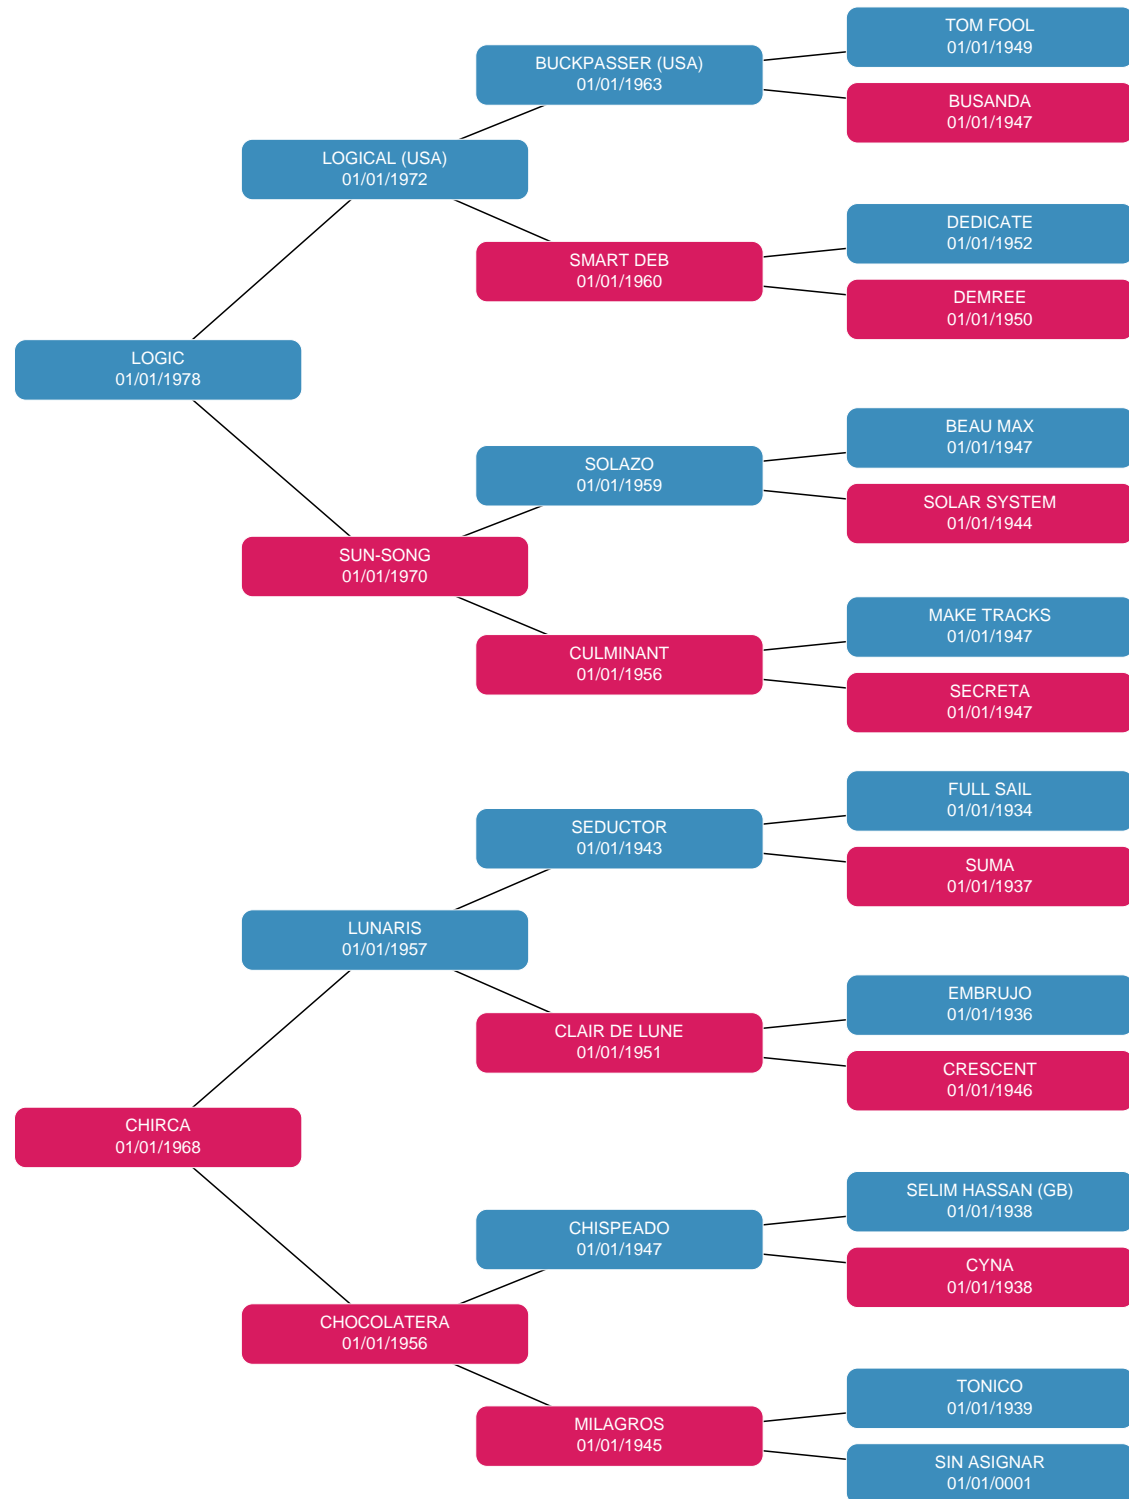 TOM FOOL
01/01/1949
BUCKPASSER (USA)
01/01/1963
BUSANDA
01/01/1947
LOGICAL (USA)
01/01/1972
DEDICATE
01/01/1952
SMART DEB
01/01/1960
DEMREE
01/01/1950
LOGIC
01/01/1978
BEAU MAX
01/01/1947
SOLAZO
01/01/1959
SOLAR SYSTEM
01/01/1944
SUN-SONG
01/01/1970
MAKE TRACKS
01/01/1947
CULMINANT
01/01/1956
SECRETA
01/01/1947
FULL SAIL
01/01/1934
SEDUCTOR
01/01/1943
SUMA
01/01/1937
LUNARIS
01/01/1957
EMBRUJO
01/01/1936
CLAIR DE LUNE
01/01/1951
CRESCENT
01/01/1946
CHIRCA
01/01/1968
SELIM HASSAN (GB)
01/01/1938
CHISPEADO
01/01/1947
CYNA
01/01/1938
CHOCOLATERA
01/01/1956
TONICO
01/01/1939
MILAGROS
01/01/1945
SIN ASIGNAR
01/01/0001